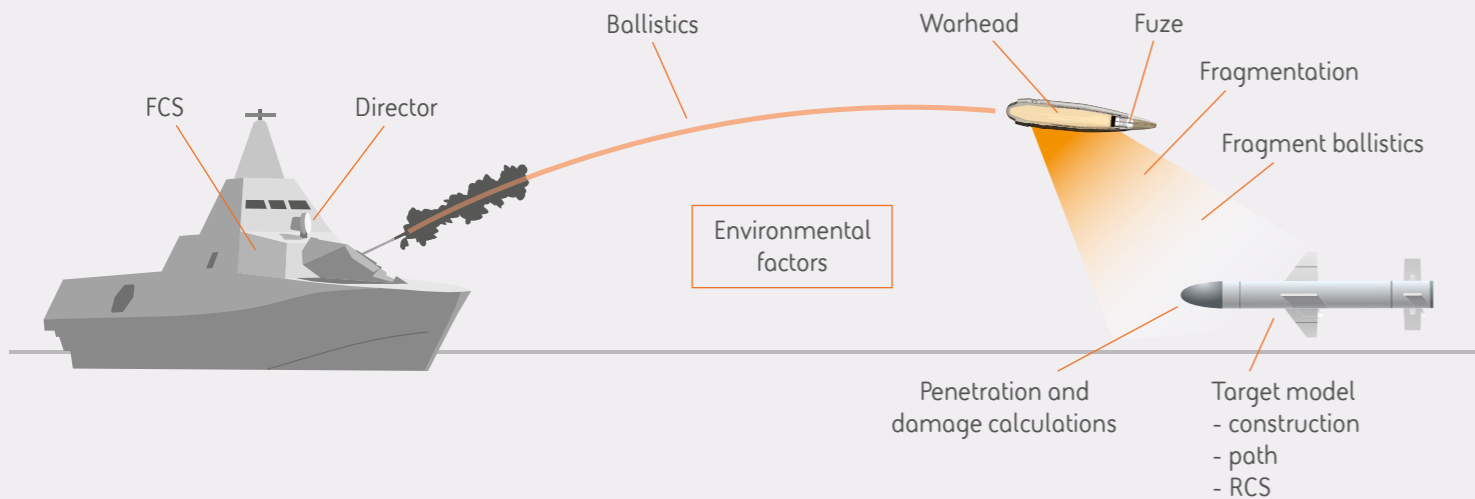 Ballistics
Warhead
Fuze
Fragmentation
FCS
Director
Fragment ballistics
Environmental
factors
Penetration and
damage calculations
Target model
- construction
- path
- RCS